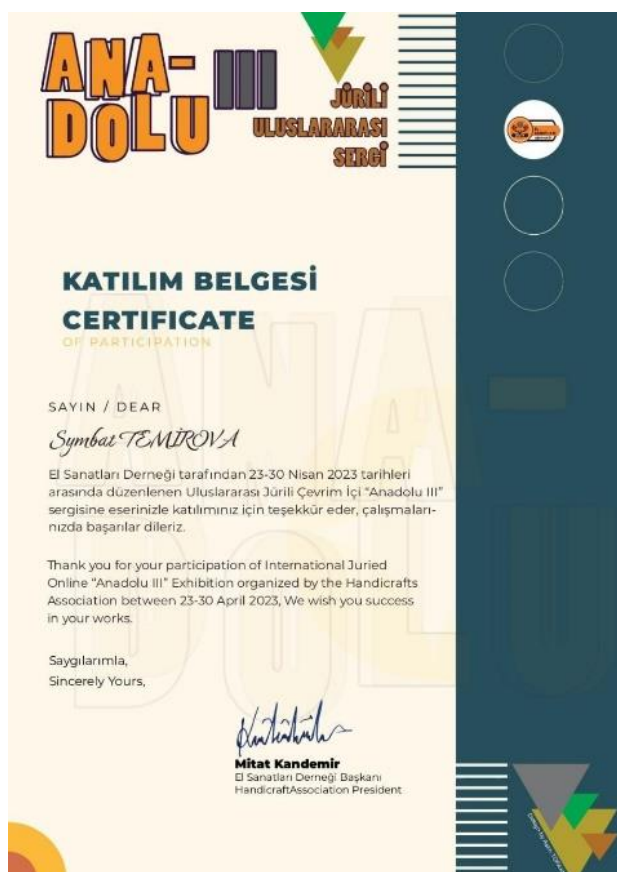 ANA-
DOLU III
JÜRİLİ
ULUSLARARASI
SERGİ
KATILIM BELGESİ
CERTIFICATE
OF PARTICIPATION
SAYIN / DEAR
Symbat TEMİROVA
El Sanatları Derneği tarafından 23-30 Nisan 2023 tarihleri
arasında düzenlenen Uluslararası Jürili Çevrim İçi “Anadolu III”
sergisine eserinizle katılımınız için teşekkür eder, çalışmaları-
nızda başarılar dileriz.
Thank you for your participation of International Juried
Online “Anadolu III” Exhibition organized by the Handicrafts
Association between 23-30 April 2023, We wish you success
in your works.
Saygılarımla,
Sincerely Yours,
Mitat Kandemir
El Sanatları Derneği Başkanı
HandicraftAssociation President